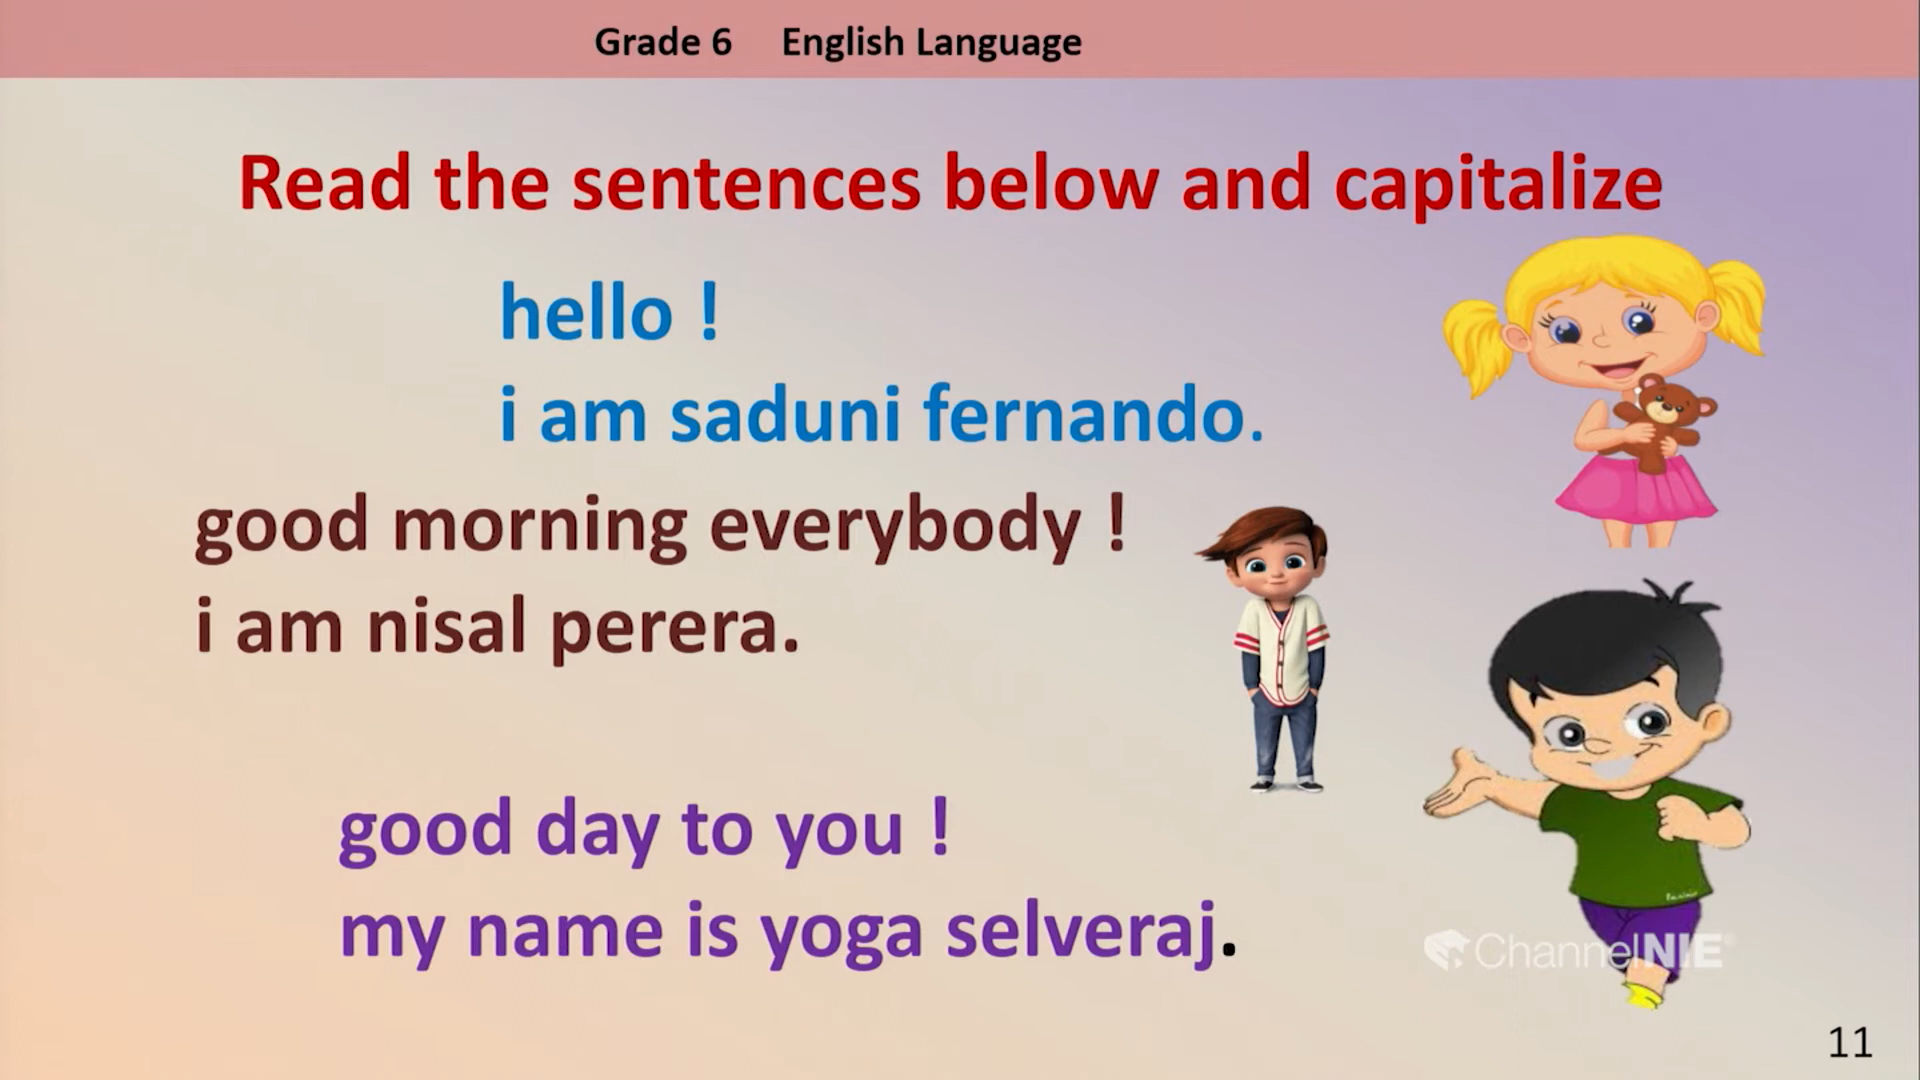 Grade 6 English Language
Read the sentences below and capitalize
hello !
i am saduni fernando.
good morning everybody !
i am nisal perera.
good day to you !
my name is yoga selveraj.
ChannelNIE
11